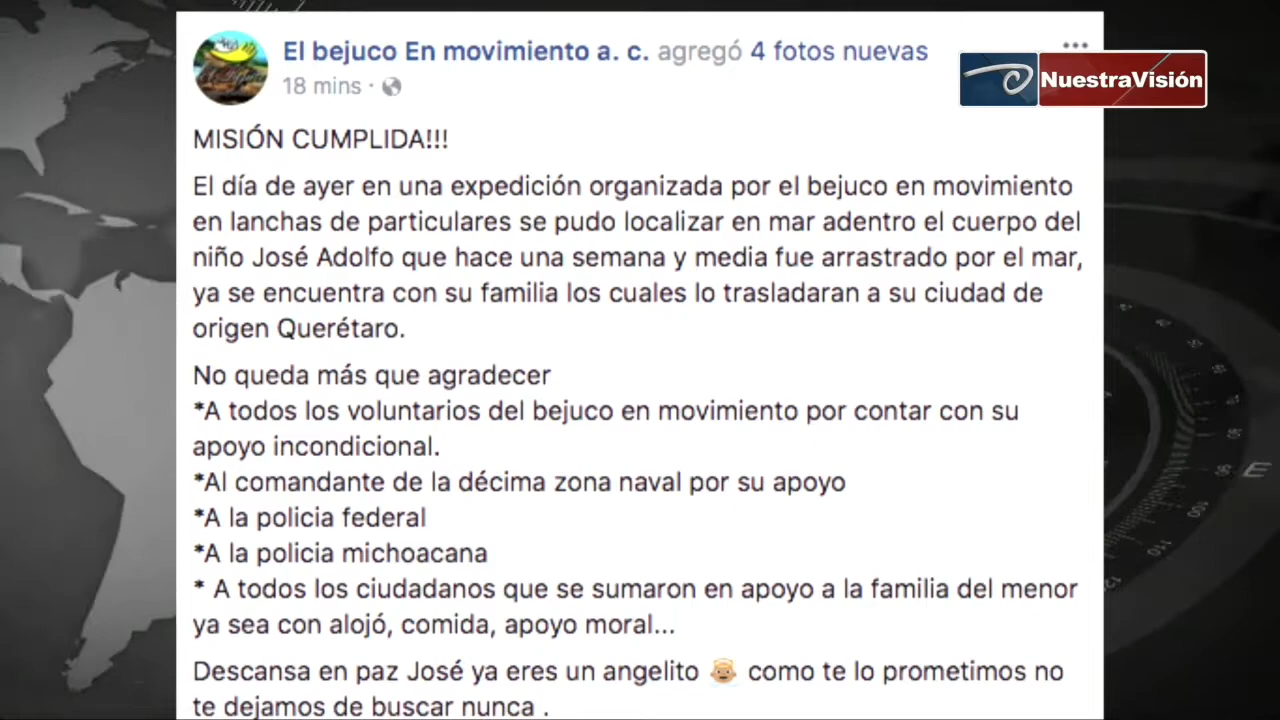 El bejuco En movimiento a. c. agregó 4 fotos nuevas
18 mins ·
NuestraVisión
MISIÓN CUMPLIDA!!!
El día de ayer en una expedición organizada por el bejuco en movimiento
en lanchas de particulares se pudo localizar en mar adentro el cuerpo del
niño José Adolfo que hace una semana y media fue arrastrado por el mar,
ya se encuentra con su familia los cuales lo trasladaran a su ciudad de
origen Querétaro.
No queda más que agradecer
*A todos los voluntarios del bejuco en movimiento por contar con su
apoyo incondicional.
*Al comandante de la décima zona naval por su apoyo
*A la policia federal
*A la policia michoacana
* A todos los ciudadanos que se sumaron en apoyo a la familia del menor
ya sea con alojó, comida, apoyo moral...
Descansa en paz José ya eres un angelito 👼🏼 como te lo prometimos no
te dejamos de buscar nunca .
E
100
110